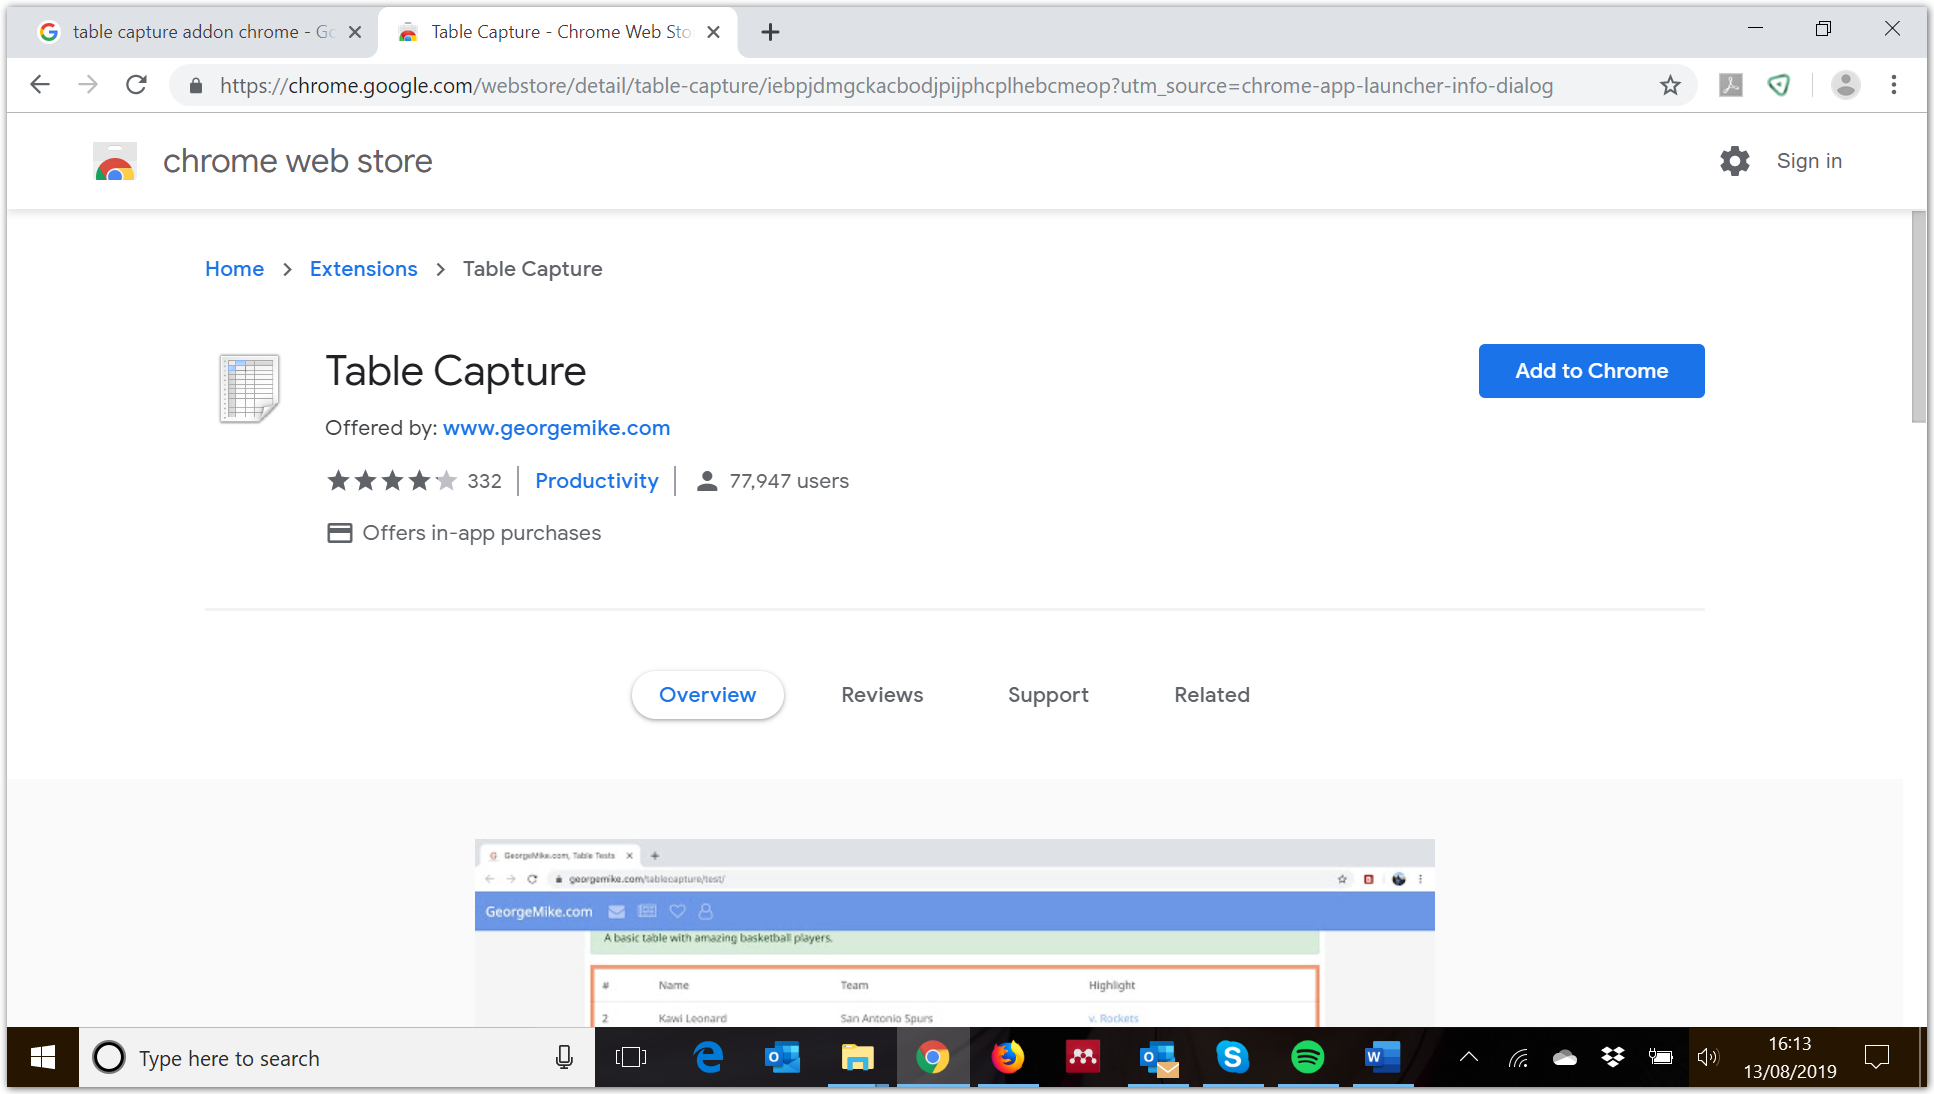 table capture addon chrome - Go
Table Capture - Chrome Web Sto
https://chrome.google.com/webstore/detail/table-capture/iebpjdmgckacbodjpijphcplhebcmeop?utm_source=chrome-app-launcher-info-dialog
chrome web store
Sign in
Home > Extensions > Table Capture
Table Capture
Add to Chrome
Offered by: www.georgemike.com
332 Productivity 77,947 users
Offers in-app purchases
Overview Reviews Support Related
GeorgeMike.com, Table Tests
georgemike.com/tablecapture/test/
GeorgeMike.com
A basic table with amazing basketball players.
# Name Team Highlight
2 Kawi Leonard San Antonio Spurs v. Rockets
Type here to search
16:13
13/08/2019